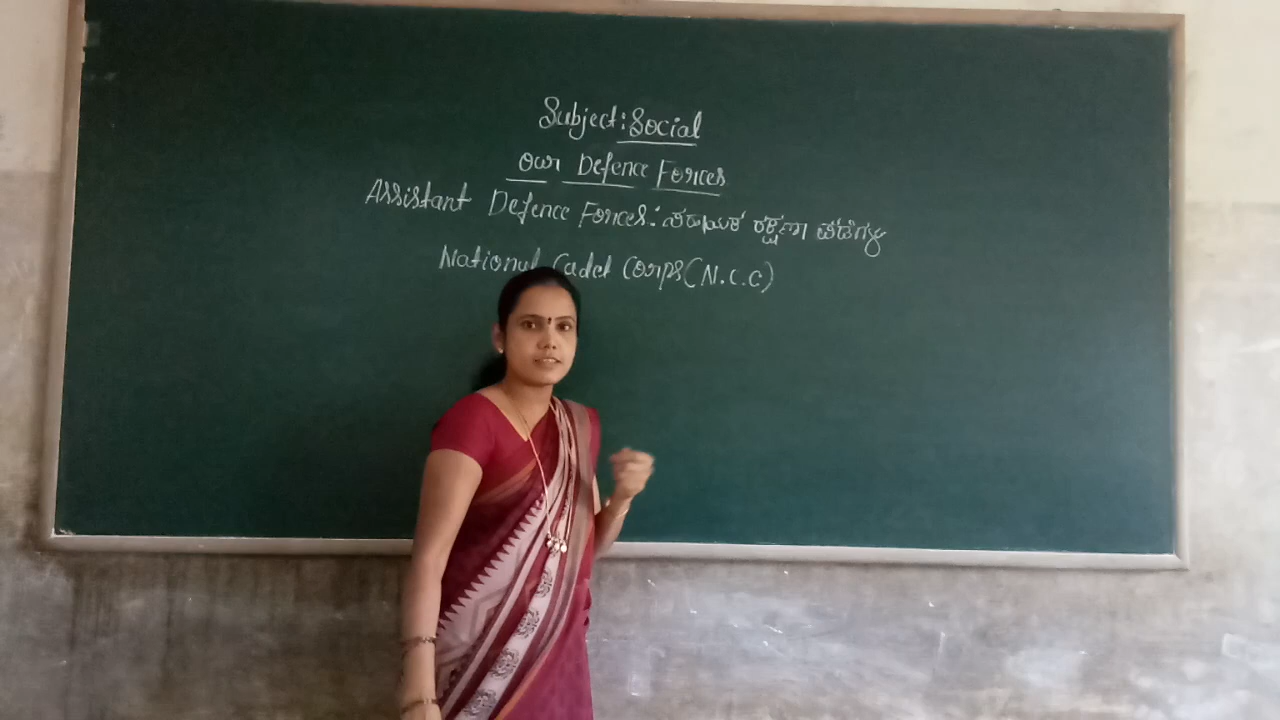 Subject: Social
Our Defence Forces
Assistant Defence Forces: ಸಹಾಯಕ ರಕ್ಷಣಾ ಪಡೆಗಳು
National Cadet Corps (N.C.C)